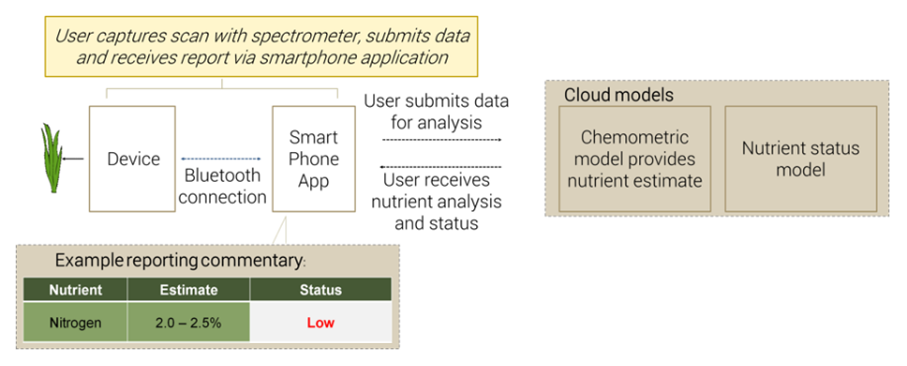 User captures scan with spectrometer, submits data
and receives report via smartphone application
Device
Bluetooth
connection
Smart
Phone
App
User submits data
for analysis
User receives
nutrient analysis
and status
Cloud models
Chemometric
model provides
nutrient estimate
Nutrient status
model
Example reporting commentary:
Nutrient Estimate Status
Nitrogen 2.0 – 2.5% Low